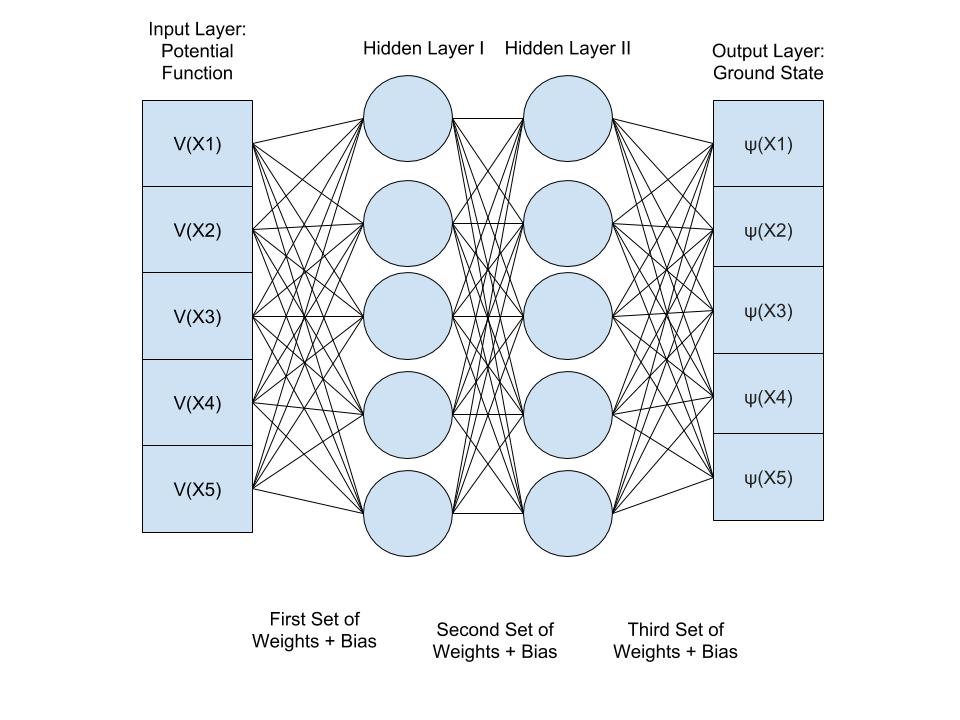 Input Layer:
Potential
Function
Hidden Layer I
Hidden Layer II
Output Layer:
Ground State
V(X1)
V(X2)
V(X3)
V(X4)
V(X5)
ψ(X1)
ψ(X2)
ψ(X3)
ψ(X4)
ψ(X5)
First Set of
Weights + Bias
Second Set of
Weights + Bias
Third Set of
Weights + Bias